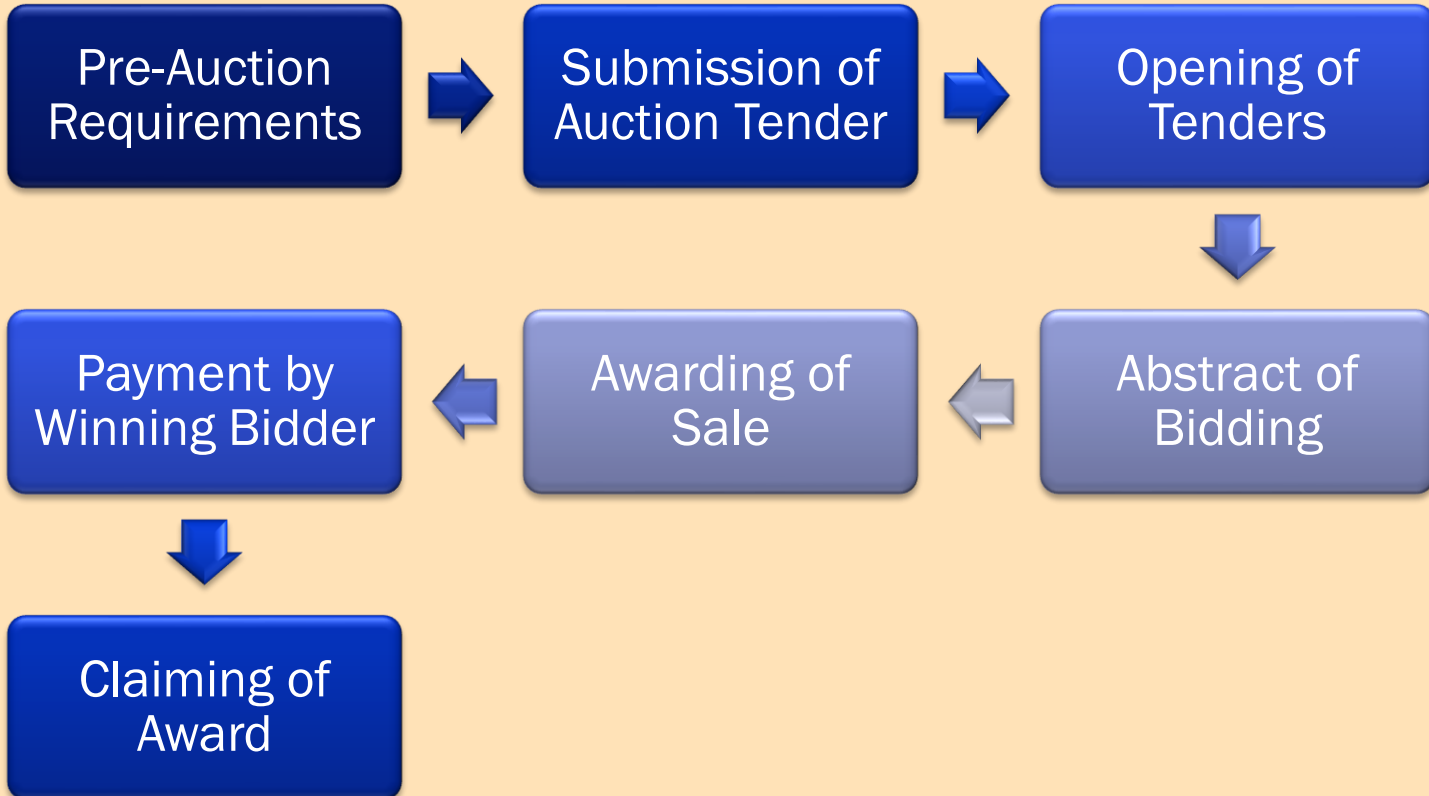 Pre-Auction
Requirements
Submission of
Auction Tender
Opening of
Tenders
Abstract of
Bidding
Awarding of
Sale
Payment by
Winning Bidder
Claiming of
Award